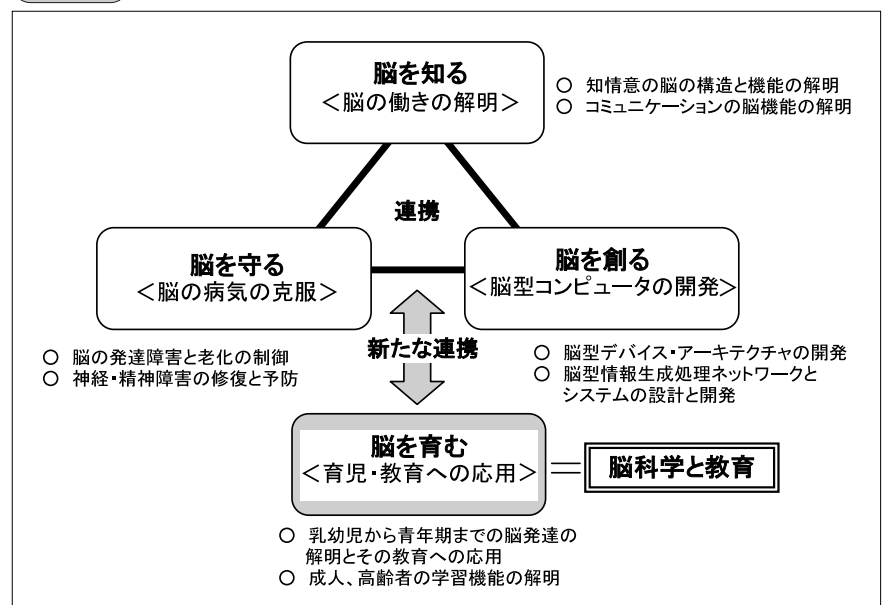 脳を知る
<脳の働きの解明>
○ 知情意の脳の構造と機能の解明
○ コミュニケーションの脳機能の解明
連携
脳を守る
<脳の病気の克服>
脳を創る
<脳型コンピュータの開発>
新たな連携
○ 脳の発達障害と老化の制御
○ 神経・精神障害の修復と予防
○ 脳型デバイス・アーキテクチャの開発
○ 脳型情報生成処理ネットワークと
システムの設計と開発
脳を育む
<育児・教育への応用>
脳科学と教育
○ 乳幼児から青年期までの脳発達の
解明とその教育への応用
○ 成人、高齢者の学習機能の解明